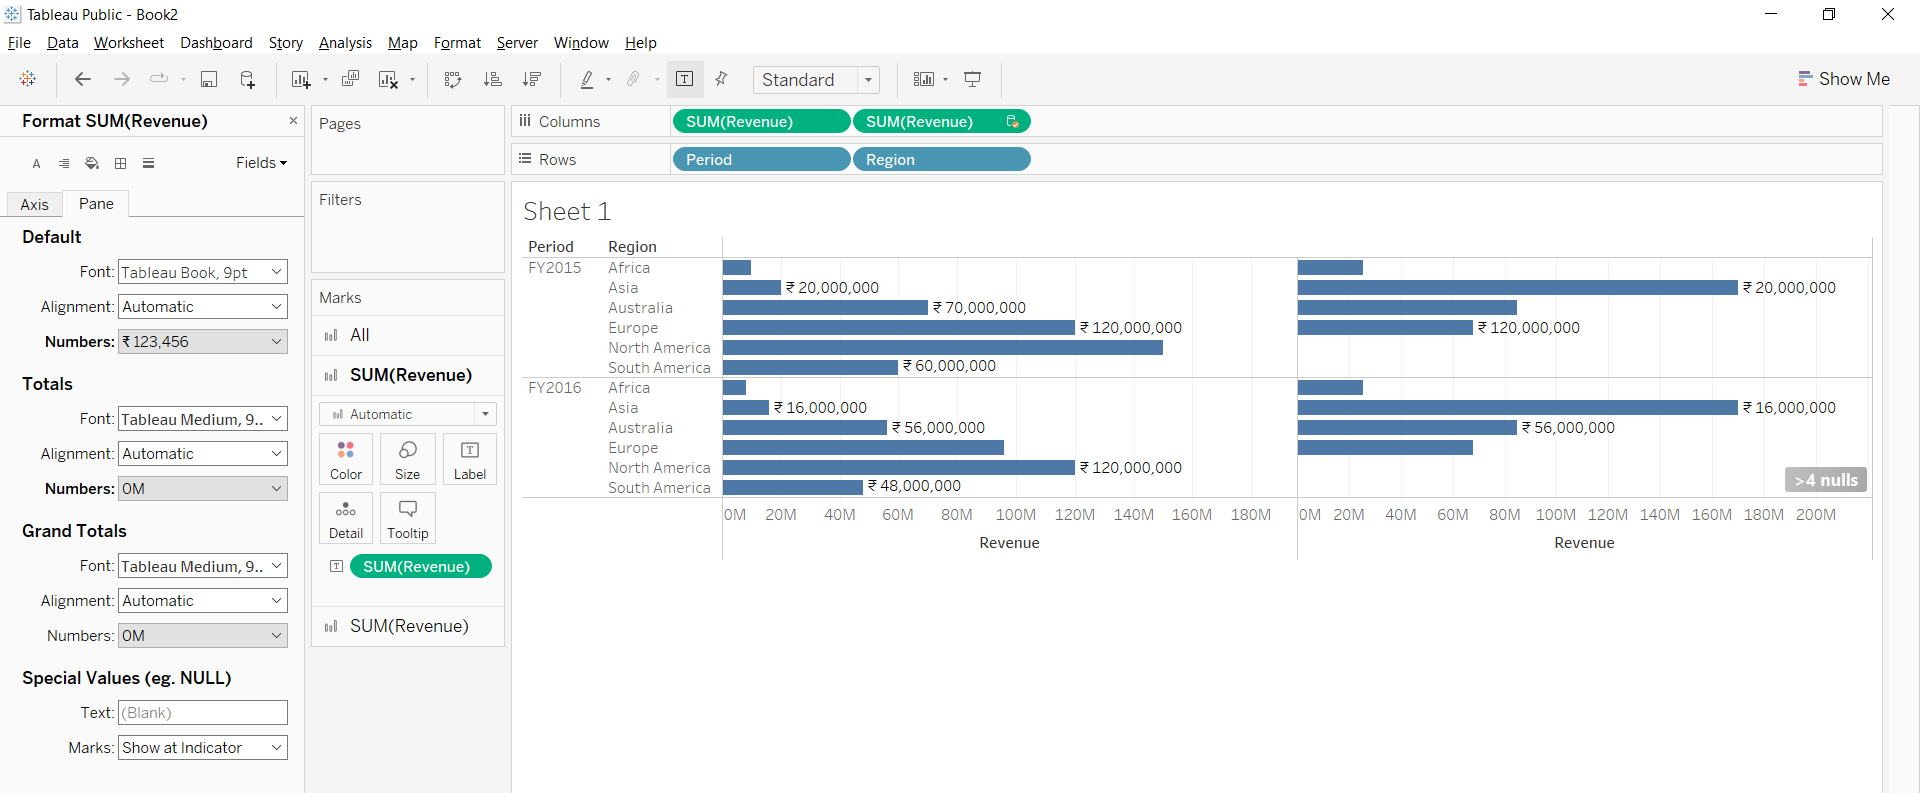 Tableau Public - Book2
File Data Worksheet Dashboard Story Analysis Map Format Server Window Help
Standard
Show Me
Format SUM(Revenue)
Fields
Axis Pane
Default
Font: Tableau Book, 9pt
Alignment: Automatic
Numbers: ₹ 123,456
Totals
Font: Tableau Medium, 9..
Alignment: Automatic
Numbers: 0M
Grand Totals
Font: Tableau Medium, 9..
Alignment: Automatic
Numbers: 0M
Special Values (eg. NULL)
Text: (Blank)
Marks: Show at Indicator
Pages
Filters
Marks
All
SUM(Revenue)
Automatic
Color Size Label
Detail Tooltip
SUM(Revenue)
SUM(Revenue)
Columns SUM(Revenue) SUM(Revenue)
Rows Period Region
Sheet 1
Period Region
FY2015 Africa
Asia ₹ 20,000,000 ₹ 20,000,000
Australia ₹ 70,000,000
Europe ₹ 120,000,000 ₹ 120,000,000
North America
South America ₹ 60,000,000
FY2016 Africa
Asia ₹ 16,000,000 ₹ 16,000,000
Australia ₹ 56,000,000 ₹ 56,000,000
Europe
North America ₹ 120,000,000
South America ₹ 48,000,000
>4 nulls
0M 20M 40M 60M 80M 100M 120M 140M 160M 180M 0M 20M 40M 60M 80M 100M 120M 140M 160M 180M 200M
Revenue Revenue